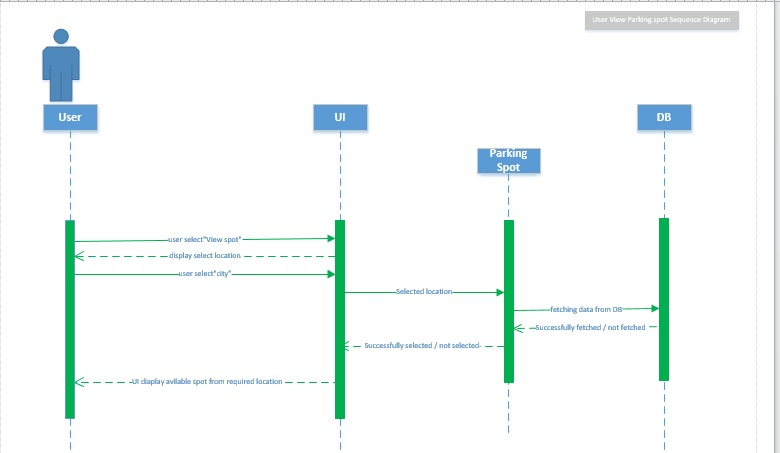 User View Parking spot Sequence Diagram
User
UI
DB
Parking
Spot
user select"View spot"
display select location
user select"city"
Selected location
fetching data from DB
Successfully fetched / not fetched
Successfully selected / not selected
UI diaplay avilable spot from required location